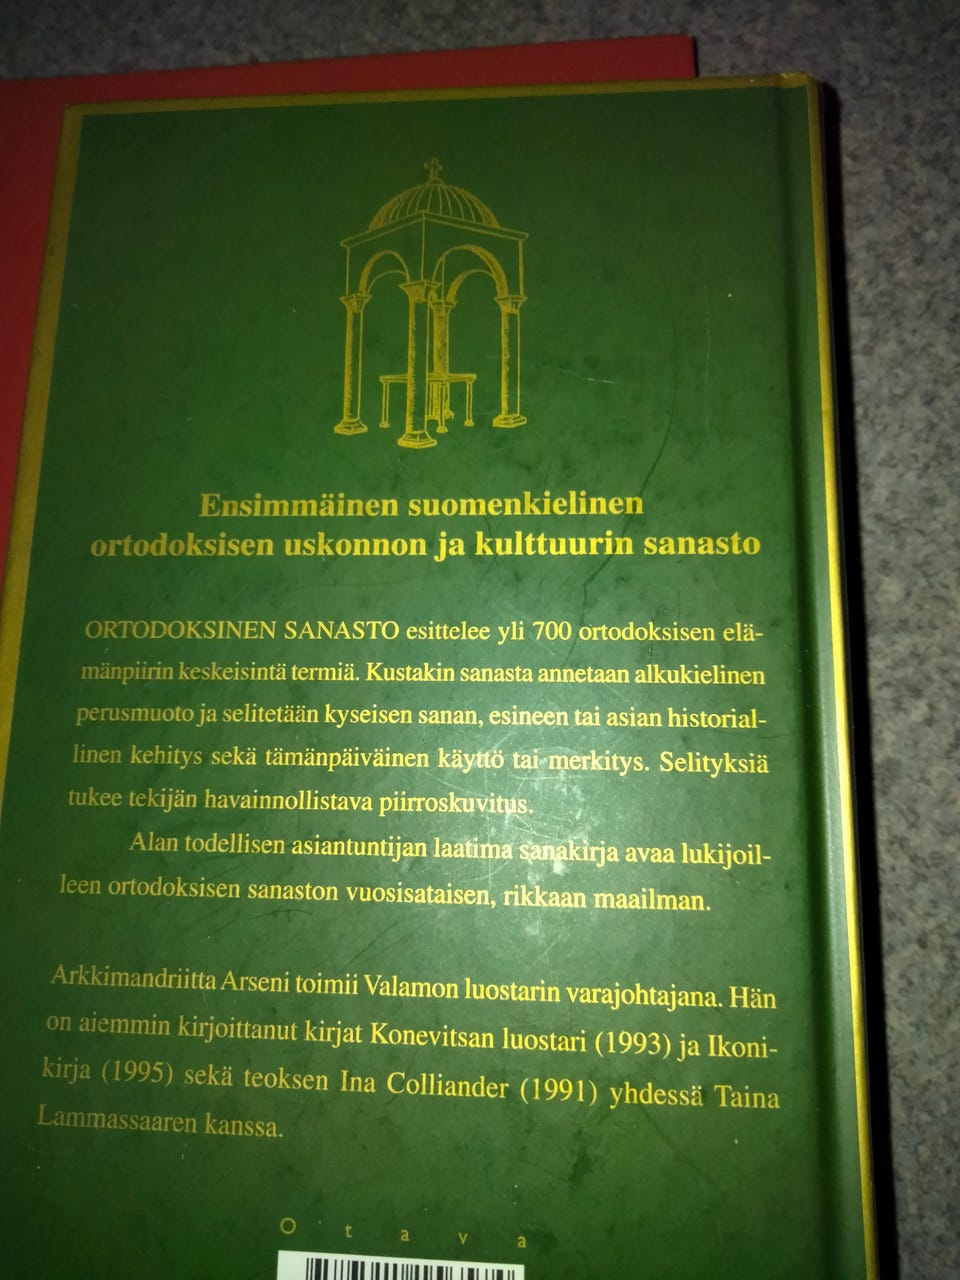 Ensimmäinen suomenkielinen
ortodoksisen uskonnon ja kulttuurin sanasto
ORTODOKSINEN SANASTO esittelee yli 700 ortodoksisen elä-
mänpiirin keskeisintä termiä. Kustakin sanasta annetaan alkukielinen
perusmuoto ja selitetään kyseisen sanan, esineen tai asian historial-
linen kehitys sekä tämänpäiväinen käyttö tai merkitys. Selityksiä
tukee tekijän havainnollistava piirroskuvitus.
Alan todellisen asiantuntijan laatima sanakirja avaa lukijoil-
leen ortodoksisen sanaston vuosisataisen, rikkaan maailman.
Arkkimandriitta Arseni toimii Valamon luostarin varajohtajana. Hän
on aiemmin kirjoittanut kirjat Konevitsan luostari (1993) ja Ikoni-
kirja (1995) sekä teoksen Ina Colliander (1991) yhdessä Taina
Lammassaaren kanssa.
Otava